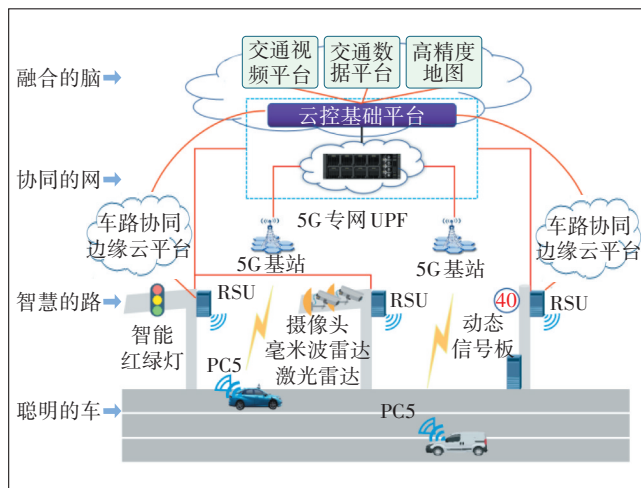 融合的脑
交通视
频平台
交通数
据平台
高精度
地图
云控基础平台
协同的网
5G专网UPF
车路协同
边缘云平台
车路协同
边缘云平台
5G基站
5G基站
智慧的路
RSU
RSU
40
RSU
智能
红绿灯
摄像头
毫米波雷达
激光雷达
动态
信号板
PC5
聪明的车
PC5